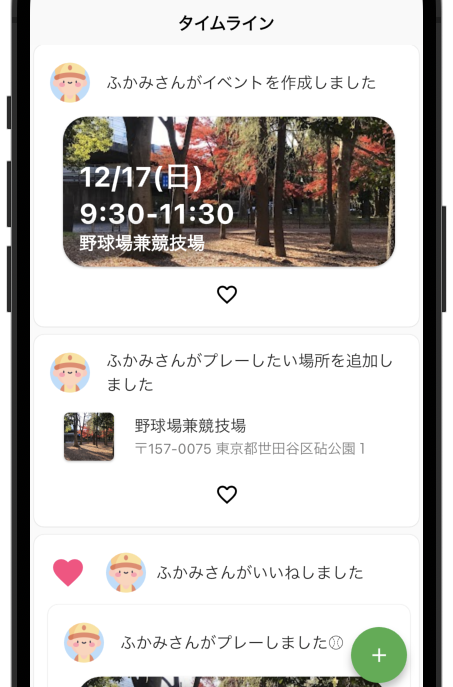 タイムライン
ふかみさんがイベントを作成しました
12/17(日)
9:30-11:30
野球場兼競技場
ふかみさんがプレーしたい場所を追加し
ました
野球場兼競技場
〒157-0075 東京都世田谷区砧公園１
ふかみさんがいいねしました
ふかみさんがプレーしました⚾